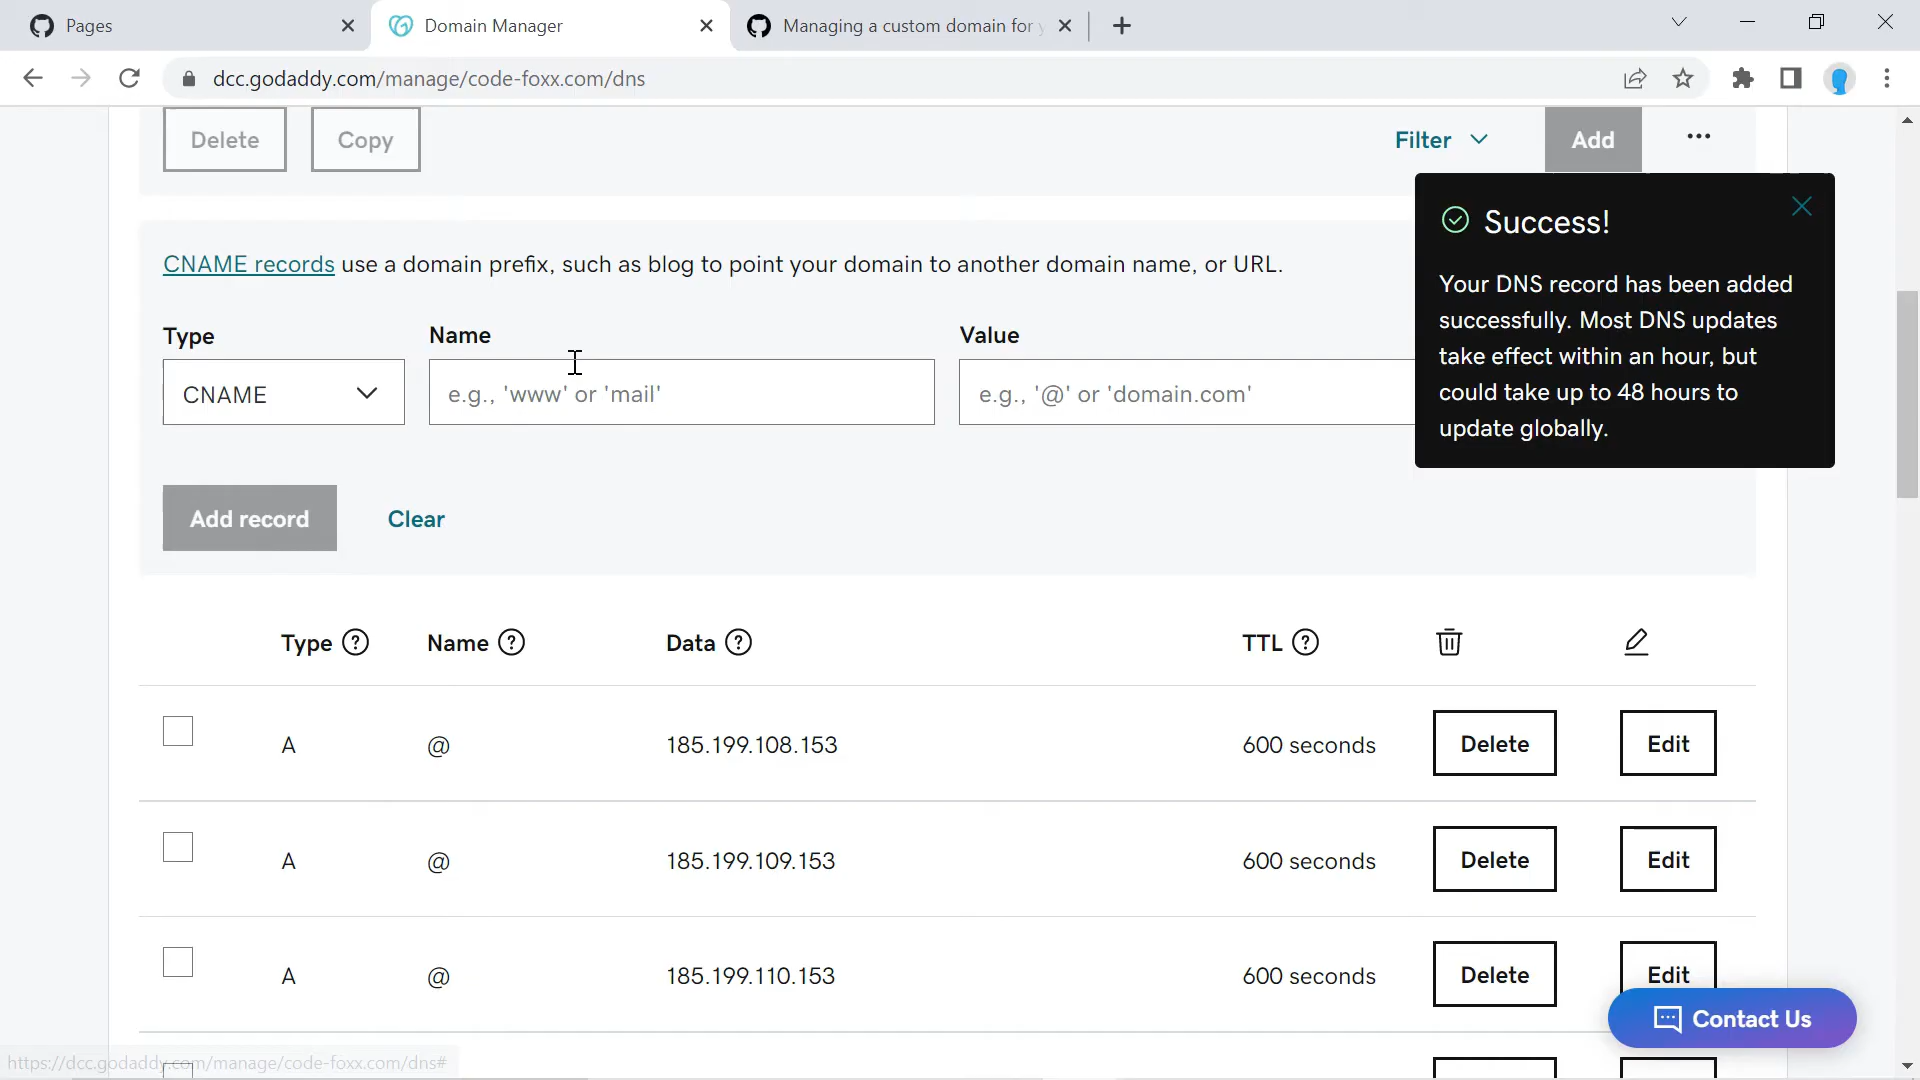 Pages
Domain Manager
Managing a custom domain for
dcc.godaddy.com/manage/code-foxx.com/dns
Delete
Copy
Filter
Add
Success!
Your DNS record has been added
successfully. Most DNS updates
take effect within an hour, but
could take up to 48 hours to
update globally.
CNAME records use a domain prefix, such as blog to point your domain to another domain name, or URL.
Type
Name
Value
CNAME
e.g., 'www' or 'mail'
e.g., '@' or 'domain.com'
Add record
Clear
Type ? Name ? Data ? TTL ?
A @ 185.199.108.153 600 seconds Delete Edit
A @ 185.199.109.153 600 seconds Delete Edit
A @ 185.199.110.153 600 seconds Delete Edit
Contact Us
https://dcc.godaddy.com/manage/code-foxx.com/dns#